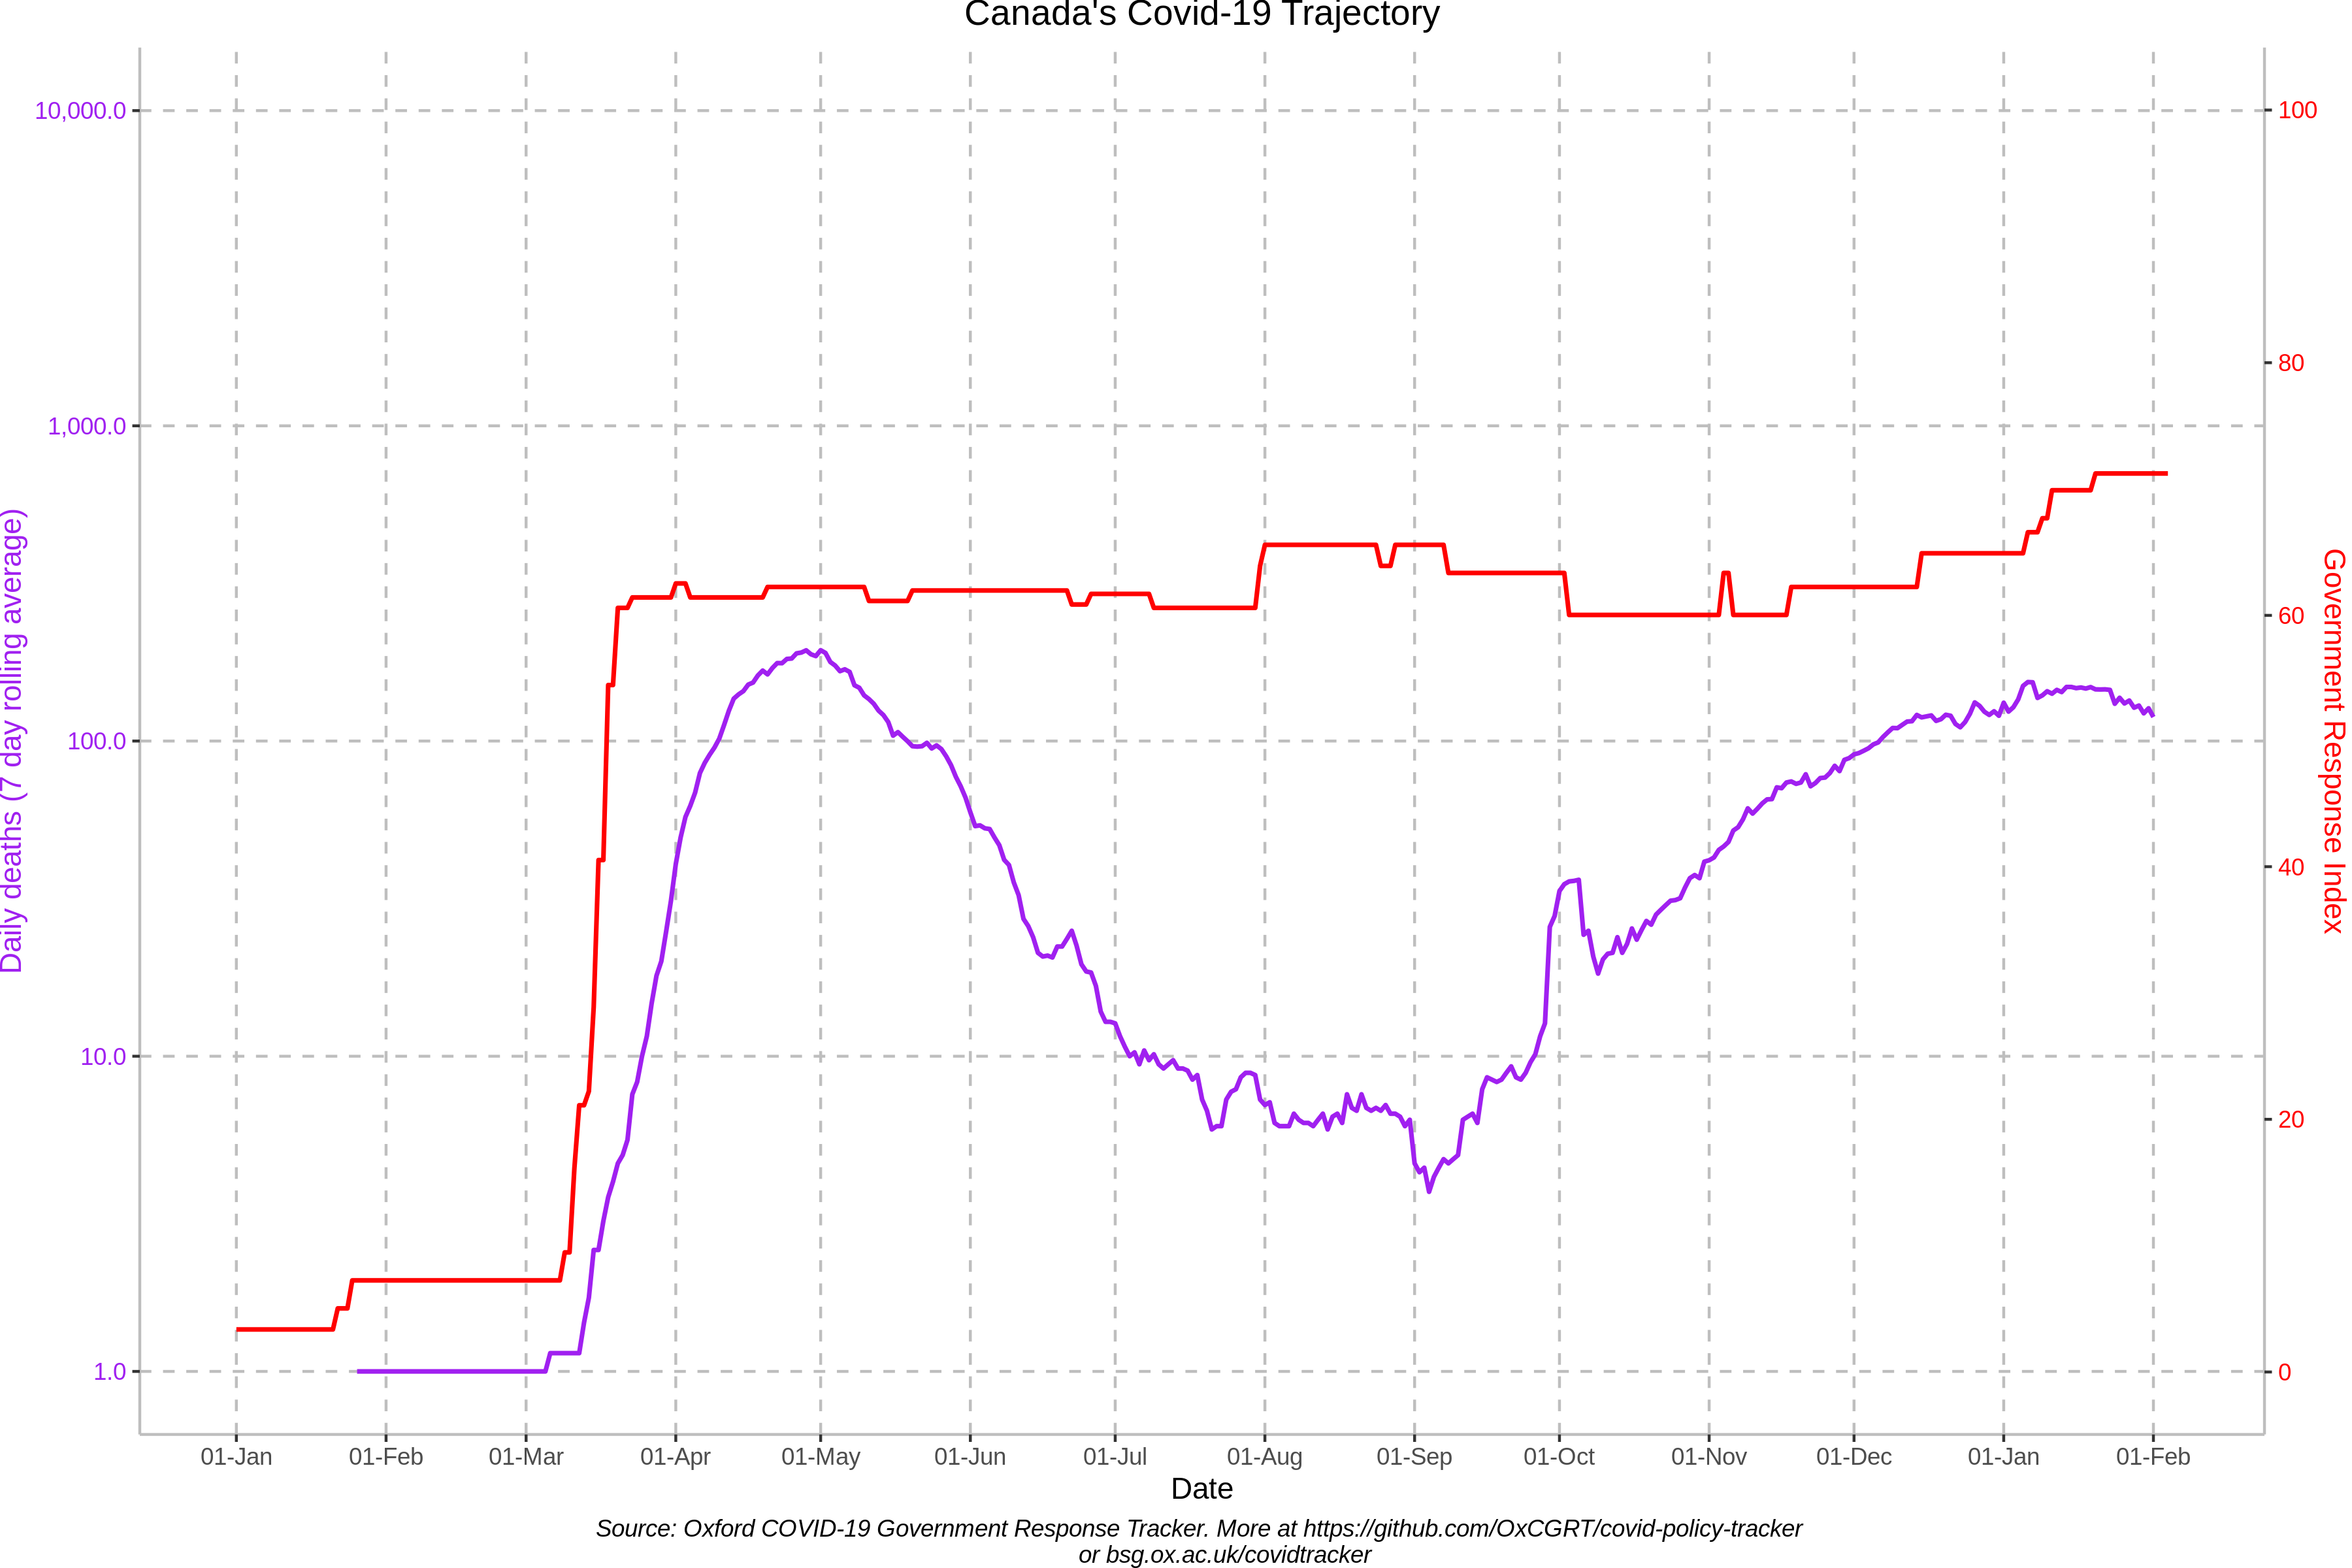 Canada's Covid-19 Trajectory
10,000.0
1,000.0
100.0
10.0
1.0
Daily deaths (7 day rolling average)
100
80
60
40
20
0
Government Response Index
01-Jan 01-Feb 01-Mar 01-Apr 01-May 01-Jun 01-Jul 01-Aug 01-Sep 01-Oct 01-Nov 01-Dec 01-Jan 01-Feb
Date
Source: Oxford COVID-19 Government Response Tracker. More at https://github.com/OxCGRT/covid-policy-tracker
or bsg.ox.ac.uk/covidtracker